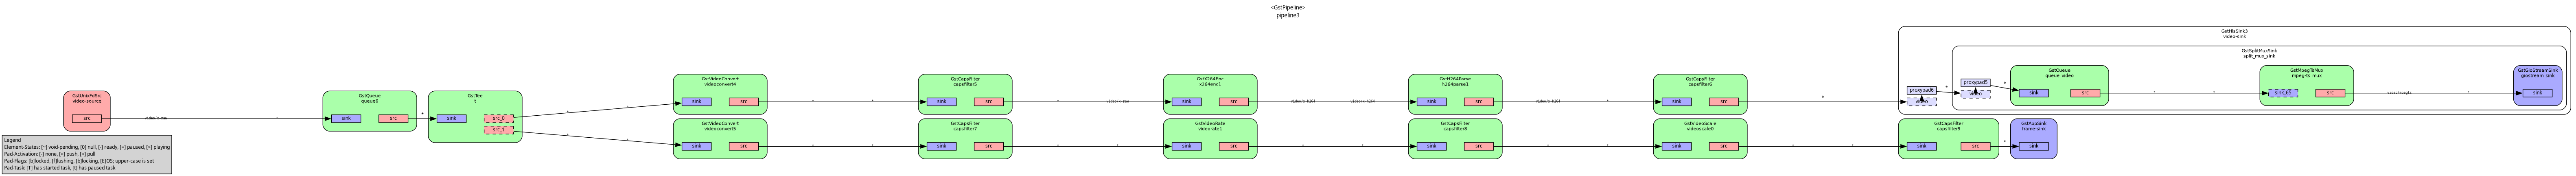 <GstPipeline>
pipeline3
GstHlsSink3
video-sink
GstSplitMuxSink
split_mux_sink
GstUnixFdSrc
video-source
src
video/x-raw
GstQueue
queue6
sink
src
GstTee
t
sink
src_0
src_1
GstVideoConvert
videoconvert4
sink
src
GstCapsFilter
capsfilter5
sink
src
video/x-raw
GstX264Enc
x264enc1
sink
src
video/x-h264
video/x-h264
GstH264Parse
h264parse1
sink
src
video/x-h264
GstCapsFilter
capsfilter6
sink
src
proxypad6
video
proxypad5
video
GstQueue
queue_video
sink
src
GstMpegTsMux
mpeg-ts_mux
sink_65
src
video/mpegts
GstGioStreamSink
giostream_sink
sink
GstVideoConvert
videoconvert5
sink
src
GstCapsFilter
capsfilter7
sink
src
GstVideoRate
videorate1
sink
src
GstCapsFilter
capsfilter8
sink
src
GstVideoScale
videoscale0
sink
src
GstCapsFilter
capsfilter9
sink
src
GstAppSink
frame-sink
sink
Legend
Element-States: [~] void-pending, [0] null, [-] ready, [=] paused, [>] playing
Pad-Activation: [-] none, [>] push, [<] pull
Pad-Flags: [b]locked, [f]lushing, [b]locking, [E]OS; upper-case is set
Pad-Task: [T] has started task, [t] has paused task